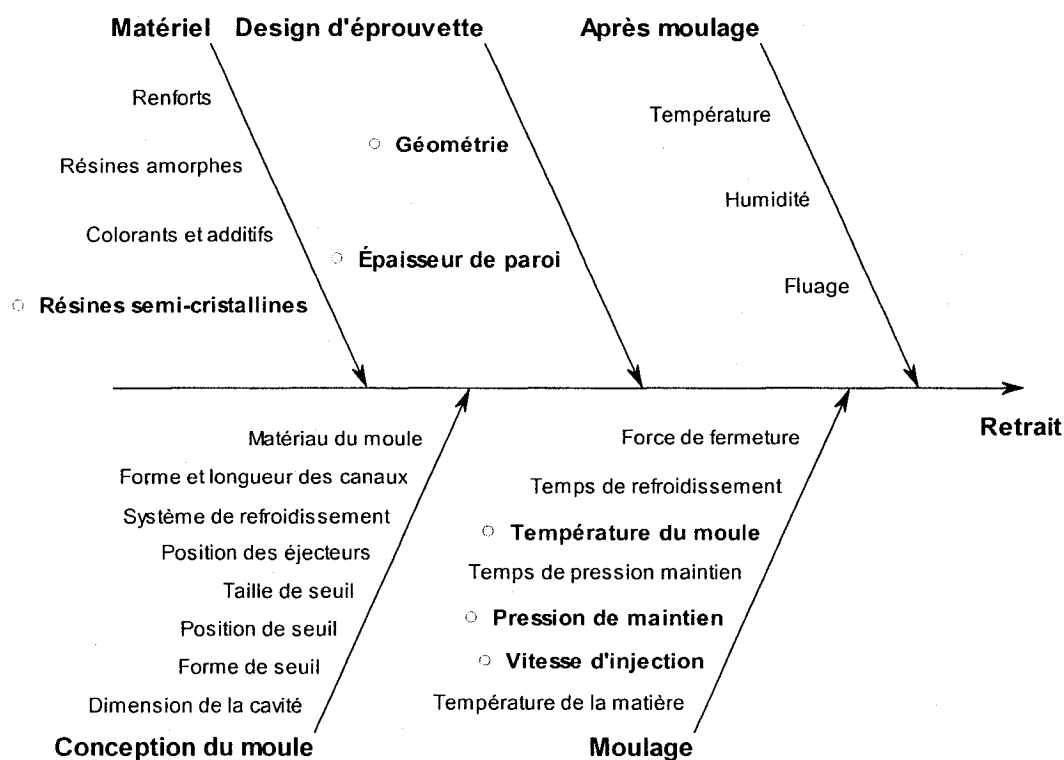 Matériel
Design d'éprouvette
Après moulage
Renforts
Résines amorphes
Colorants et additifs
Résines semi-cristallines
Géométrie
Épaisseur de paroi
Température
Humidité
Fluage
Retrait
Matériau du moule
Forme et longueur des canaux
Système de refroidissement
Position des éjecteurs
Taille de seuil
Position de seuil
Forme de seuil
Dimension de la cavité
Conception du moule
Force de fermeture
Temps de refroidissement
Température du moule
Temps de pression maintien
Pression de maintien
Vitesse d'injection
Température de la matière
Moulage